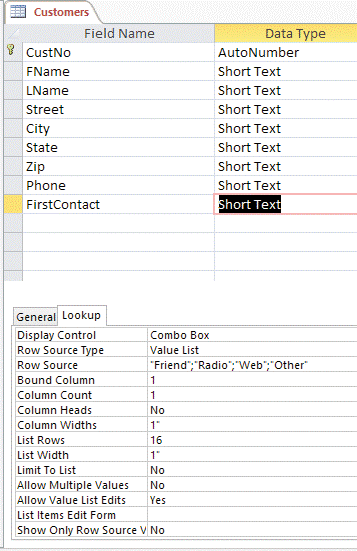 Customers
Field Name Data Type
CustNo AutoNumber
FName Short Text
LName Short Text
Street Short Text
City Short Text
State Short Text
Zip Short Text
Phone Short Text
FirstContact Short Text
General Lookup
Display Control Combo Box
Row Source Type Value List
Row Source "Friend";"Radio";"Web";"Other"
Bound Column 1
Column Count 1
Column Heads No
Column Widths 1"
List Rows 16
List Width 1"
Limit To List No
Allow Multiple Values No
Allow Value List Edits Yes
List Items Edit Form
Show Only Row Source V No